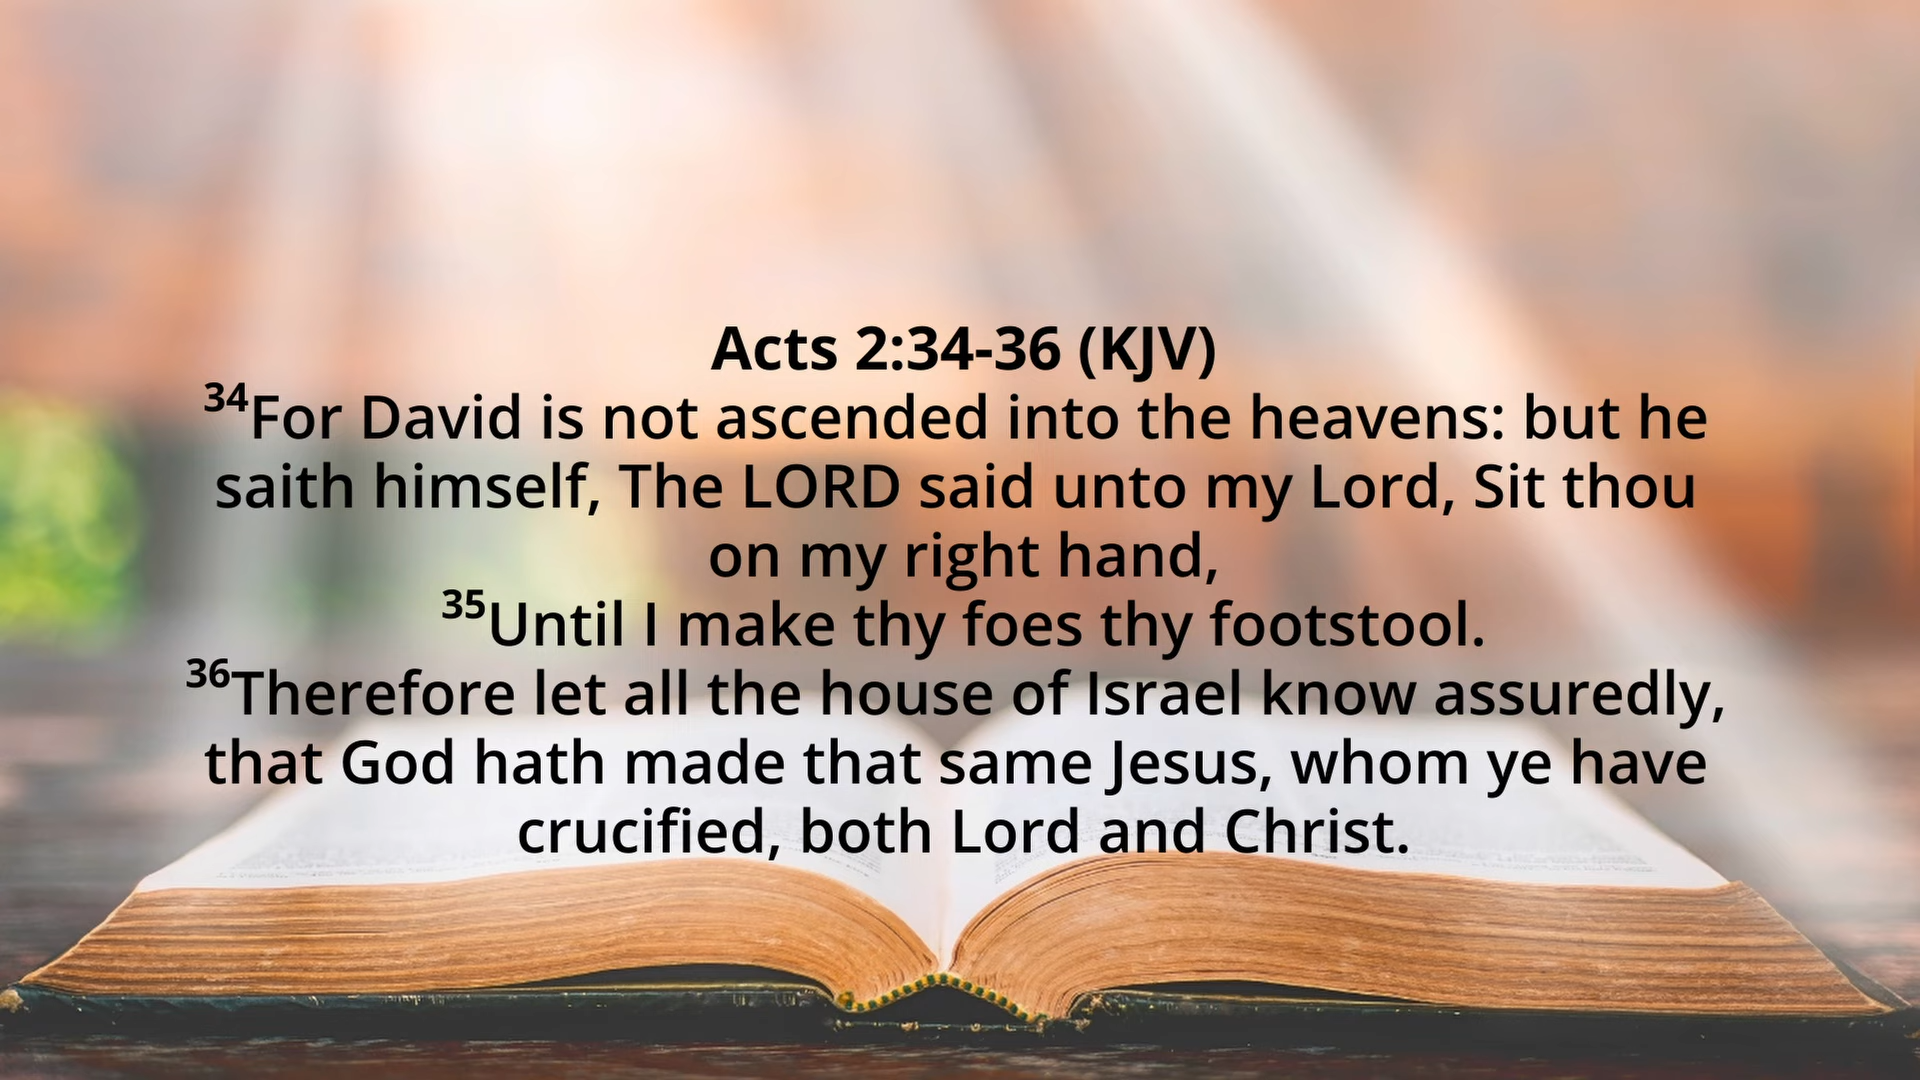 Acts 2:34-36 (KJV)
34For David is not ascended into the heavens: but he
saith himself, The LORD said unto my Lord, Sit thou
on my right hand,
35Until I make thy foes thy footstool.
36Therefore let all the house of Israel know assuredly,
that God hath made that same Jesus, whom ye have
crucified, both Lord and Christ.